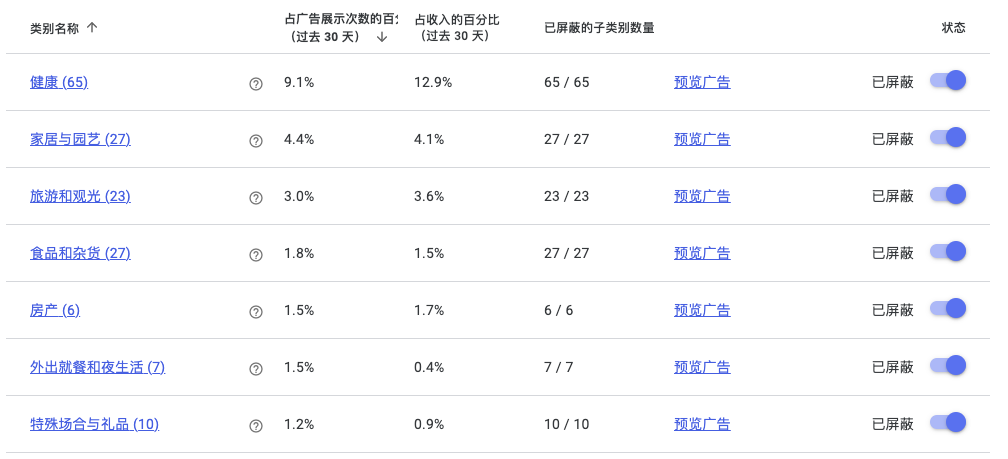 类别名称 ↑ 占广告展示次数的百分 占收入的百分比 已屏蔽的子类别数量 状态
（过去 30 天） ↓ （过去 30 天）
健康 (65) ? 9.1% 12.9% 65 / 65 预览广告 已屏蔽
家居与园艺 (27) ? 4.4% 4.1% 27 / 27 预览广告 已屏蔽
旅游和观光 (23) ? 3.0% 3.6% 23 / 23 预览广告 已屏蔽
食品和杂货 (27) ? 1.8% 1.5% 27 / 27 预览广告 已屏蔽
房产 (6) ? 1.5% 1.7% 6 / 6 预览广告 已屏蔽
外出就餐和夜生活 (7) ? 1.5% 0.4% 7 / 7 预览广告 已屏蔽
特殊场合与礼品 (10) ? 1.2% 0.9% 10 / 10 预览广告 已屏蔽